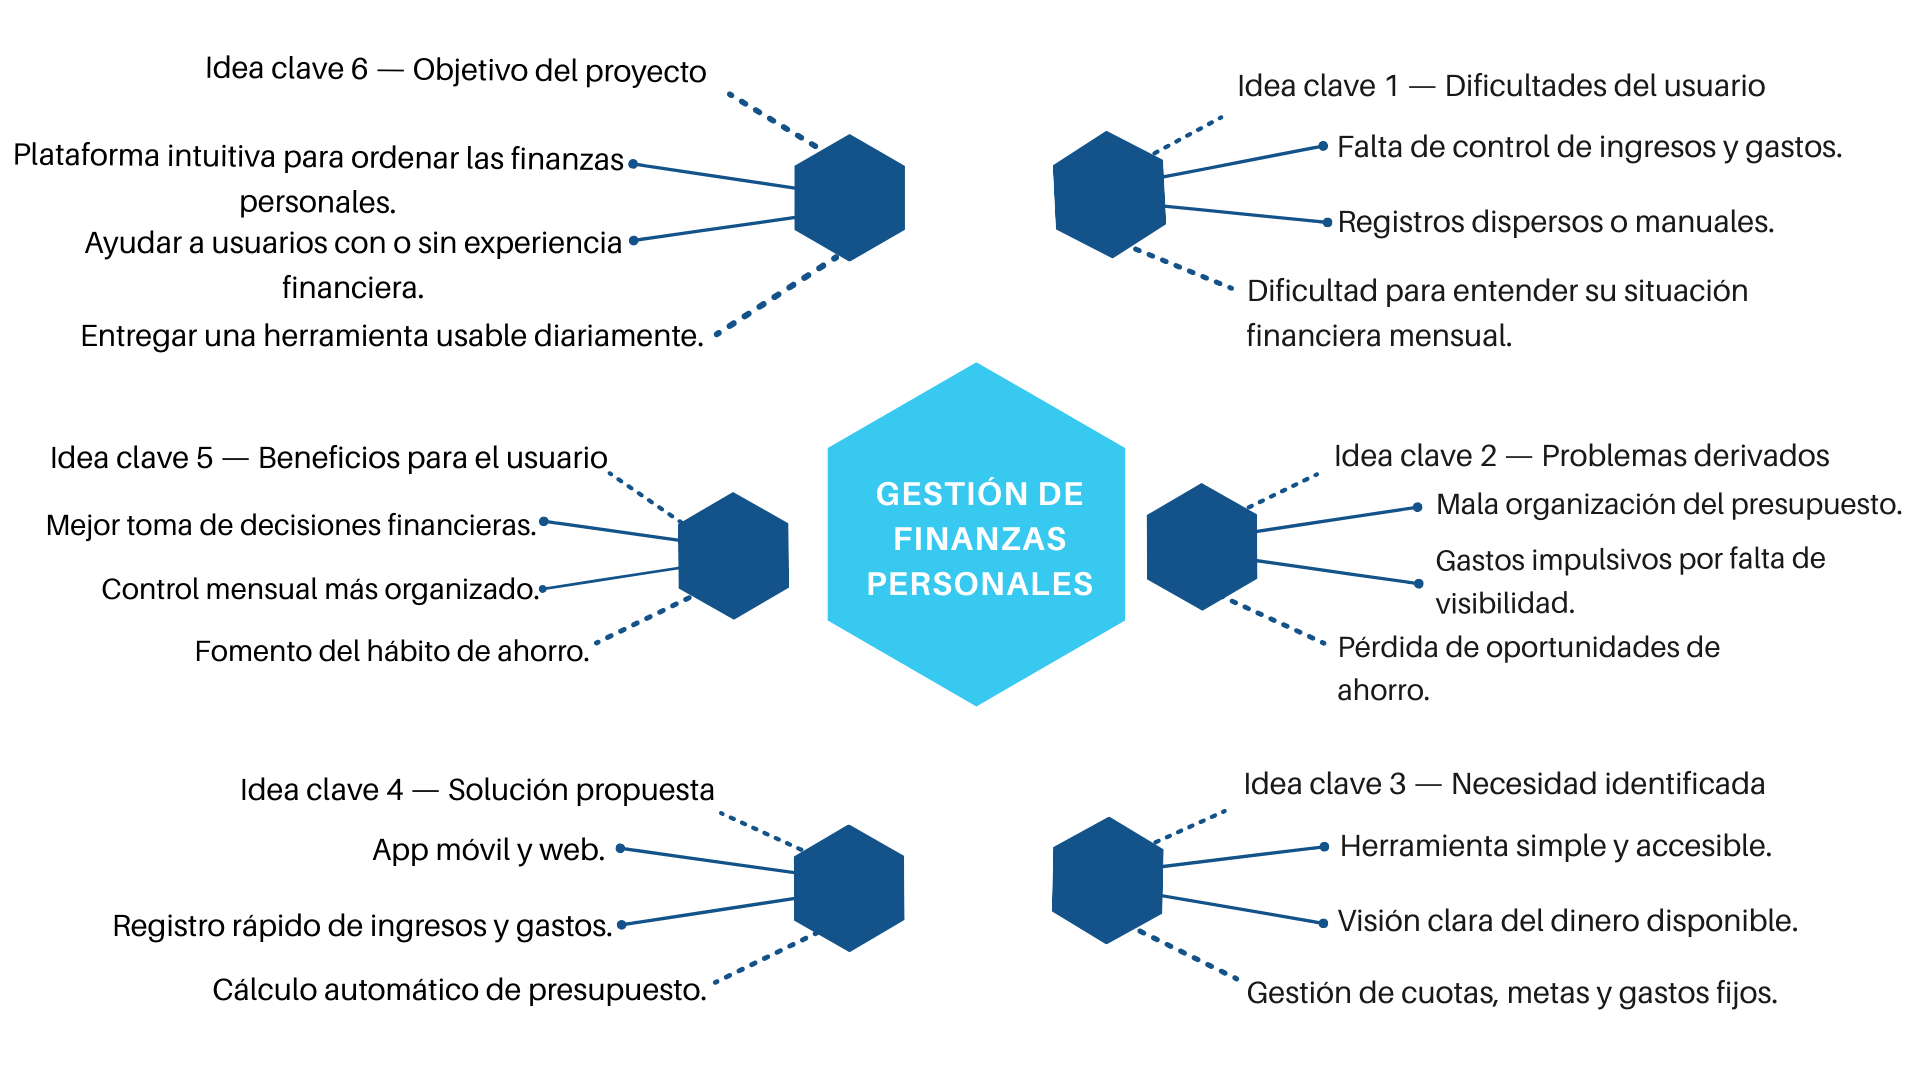 Idea clave 6 — Objetivo del proyecto
Plataforma intuitiva para ordenar las finanzas
personales.
Ayudar a usuarios con o sin experiencia
financiera.
Entregar una herramienta usable diariamente.
Idea clave 1 — Dificultades del usuario
Falta de control de ingresos y gastos.
Registros dispersos o manuales.
Dificultad para entender su situación
financiera mensual.
Idea clave 5 — Beneficios para el usuario
Mejor toma de decisiones financieras.
Control mensual más organizado.
Fomento del hábito de ahorro.
GESTIÓN DE
FINANZAS
PERSONALES
Idea clave 2 — Problemas derivados
Mala organización del presupuesto.
Gastos impulsivos por falta de
visibilidad.
Pérdida de oportunidades de
ahorro.
Idea clave 4 — Solución propuesta
App móvil y web.
Registro rápido de ingresos y gastos.
Cálculo automático de presupuesto.
Idea clave 3 — Necesidad identificada
Herramienta simple y accesible.
Visión clara del dinero disponible.
Gestión de cuotas, metas y gastos fijos.